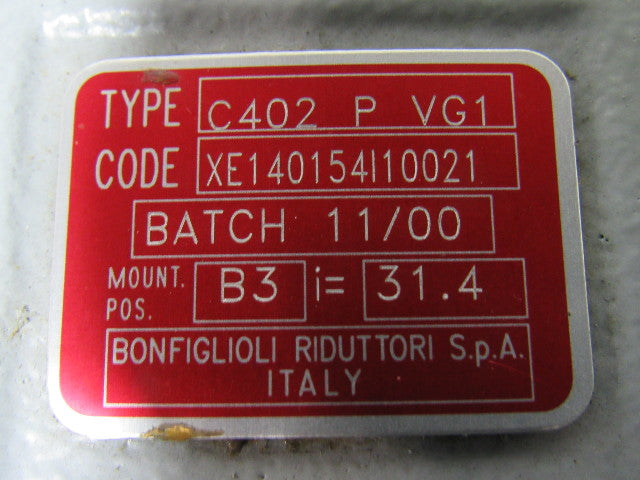 TYPE C402 P VG1
CODE XE140154I10021
BATCH 11/00
MOUNT. POS. B3 i= 31.4
BONFIGLIOLI RIDUTTORI S.p.A.
ITALY